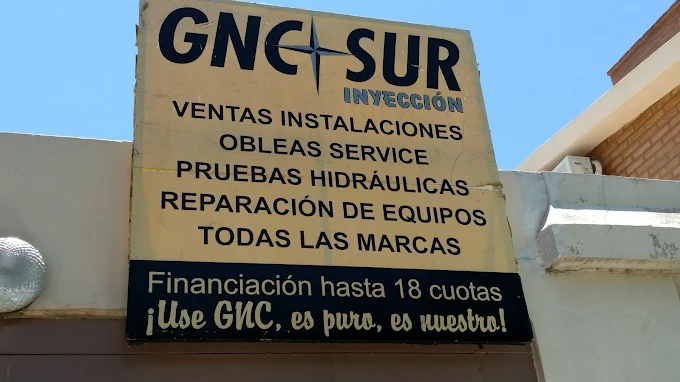 GNC SUR
INYECCIÓN
VENTAS INSTALACIONES
OBLEAS SERVICE
PRUEBAS HIDRÁULICAS
REPARACIÓN DE EQUIPOS
TODAS LAS MARCAS
Financiación hasta 18 cuotas
¡Use GNC, es puro, es nuestro!